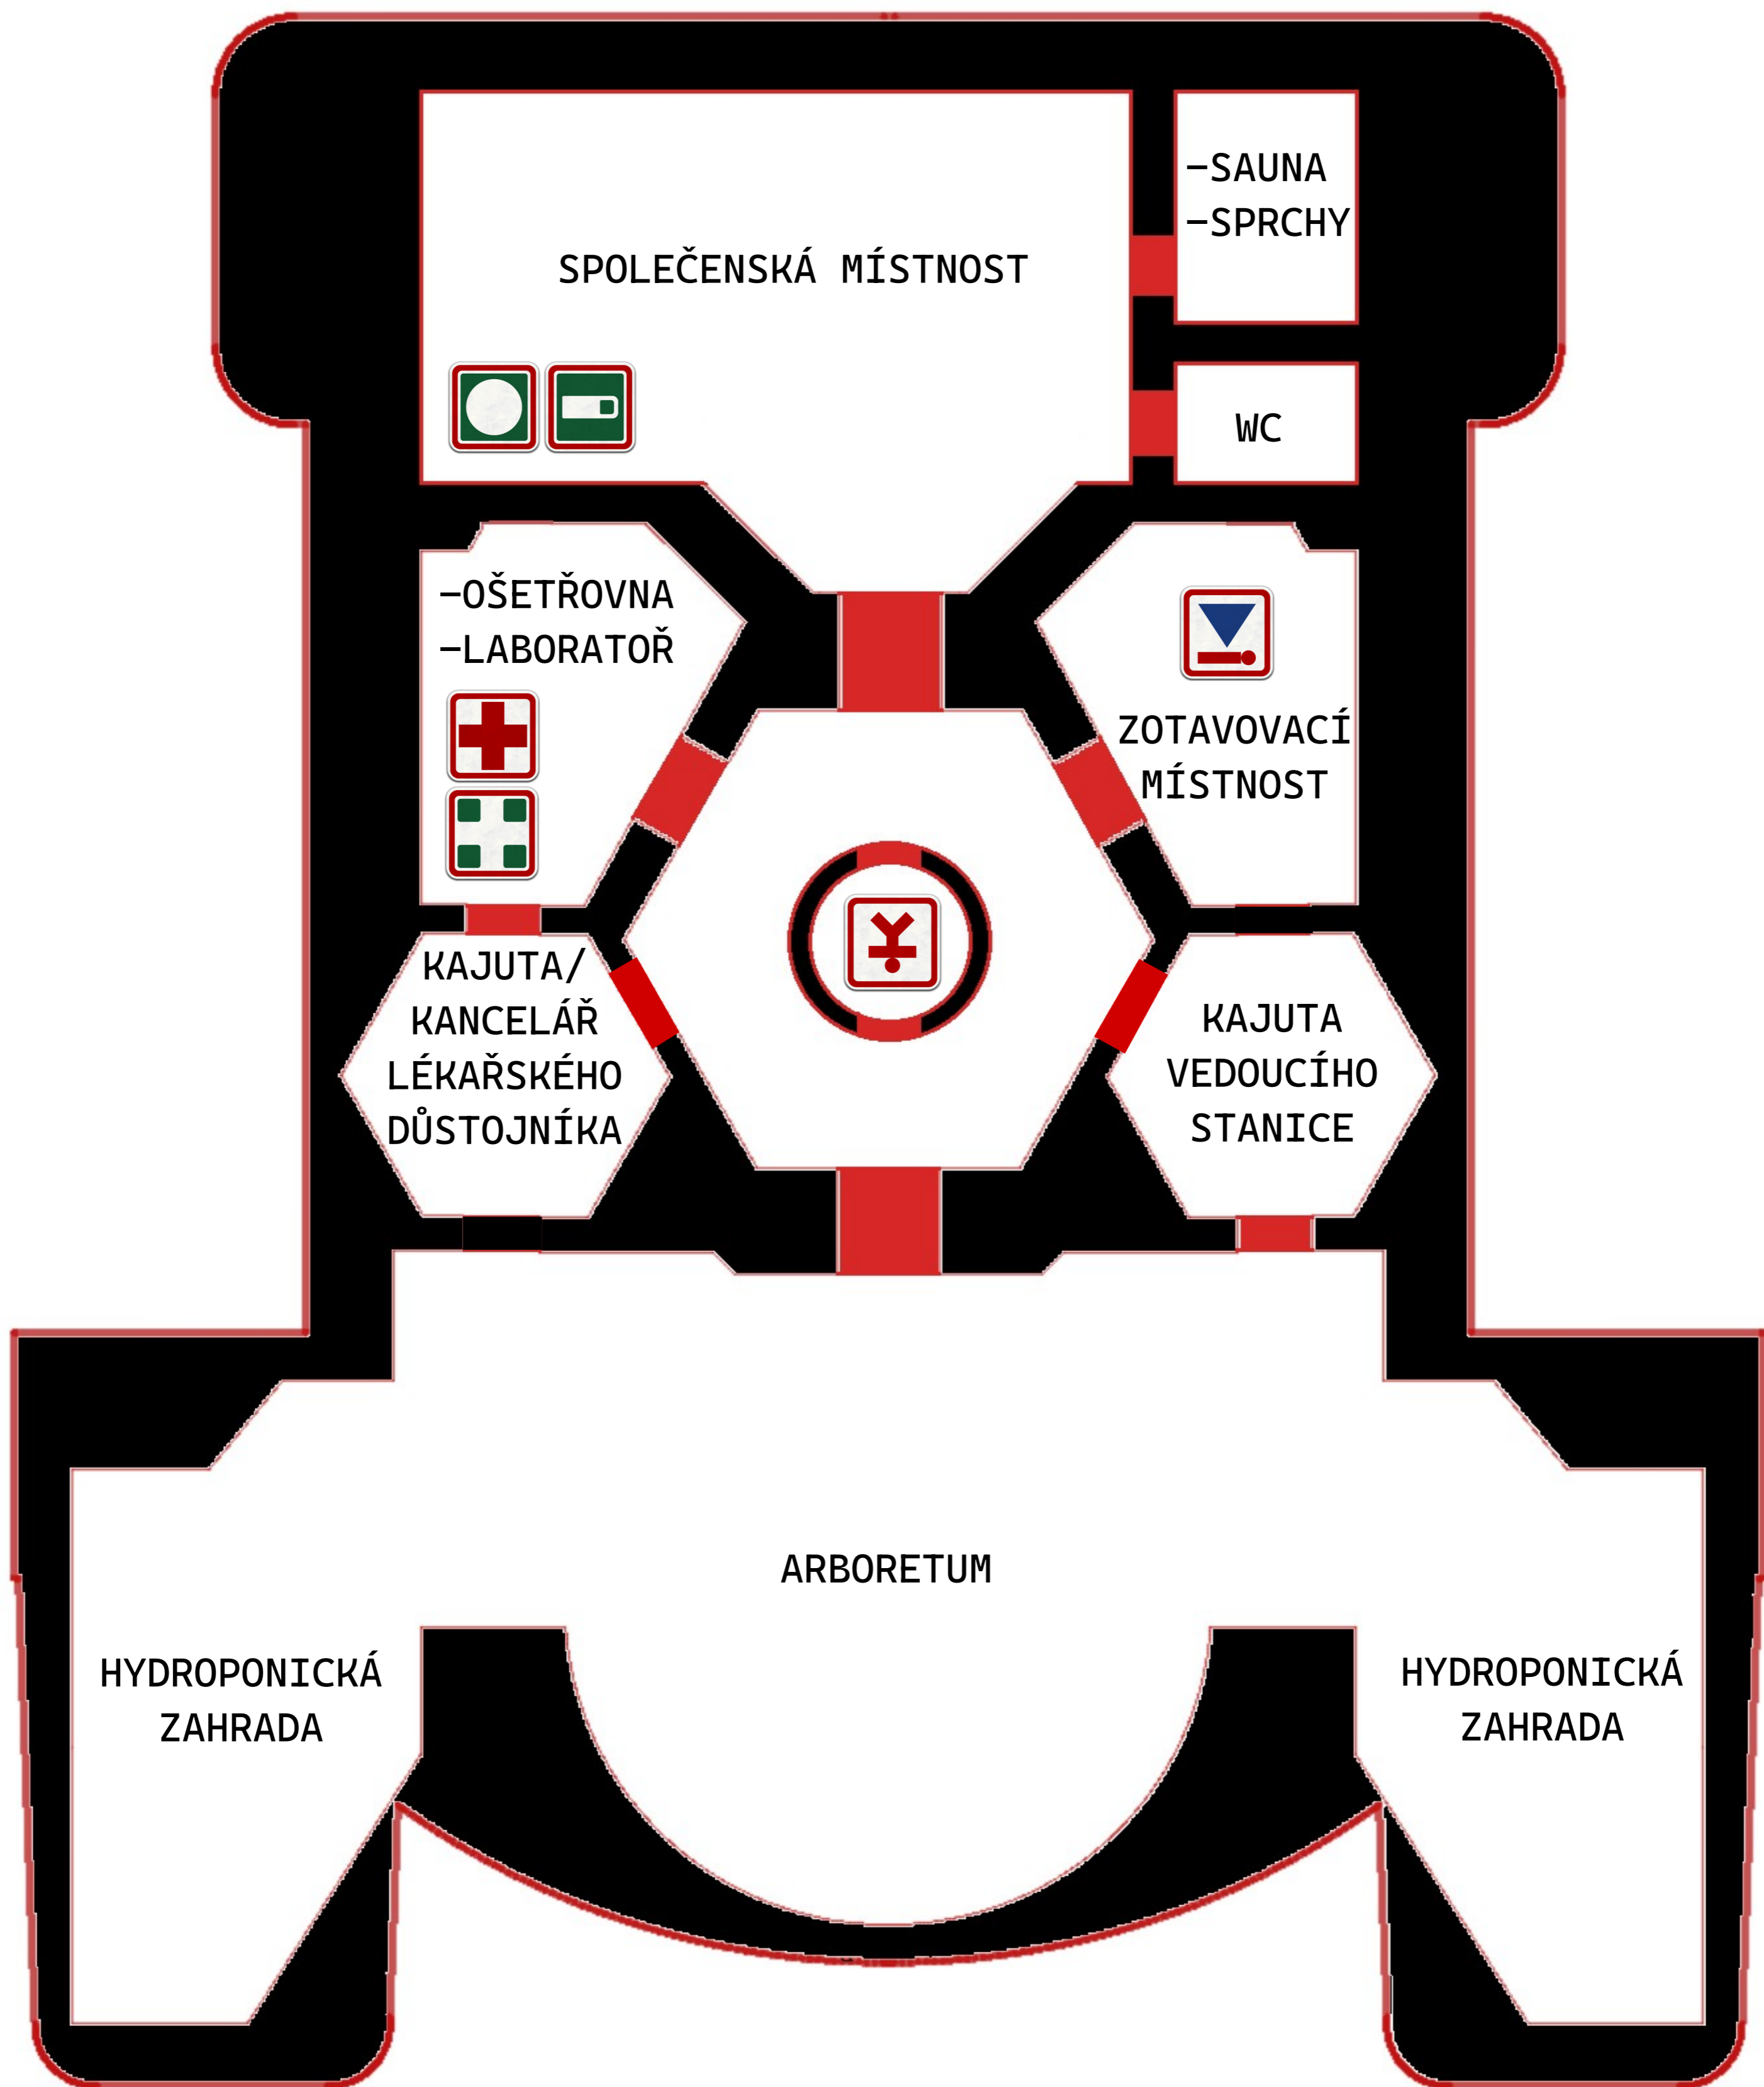 -SAUNA
-SPRCHY
SPOLEČENSKÁ MÍSTNOST
WC
-OŠETŘOVNA
-LABORATOŘ
ZOTAVOVACÍ
MÍSTNOST
KAJUTA/
KANCELÁŘ
LÉKAŘSKÉHO
DŮSTOJNÍKA
KAJUTA
VEDOUCÍHO
STANICE
ARBORETUM
HYDROPONICKÁ
ZAHRADA
HYDROPONICKÁ
ZAHRADA